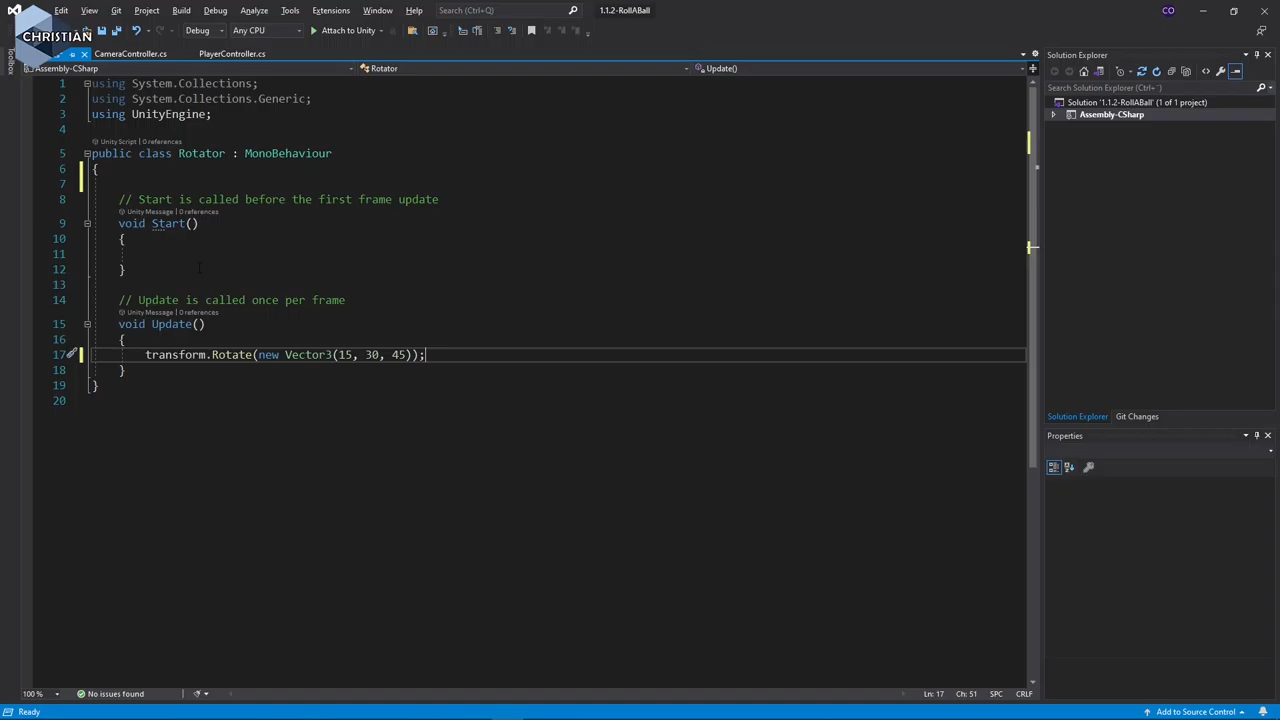 File Edit View Project Build Debug Analyze Tools Extensions Window Help Search (Ctrl+Q) 1.1.2-RollABall CO
CHRISTIAN
Debug Any CPU Attach to Unity
Toolbox
CameraController.cs PlayerController.cs
Assembly-CSharp Rotator Update()
1 using System.Collections;
2 using System.Collections.Generic;
3 using UnityEngine;
4
Unity Script | 0 references
5 public class Rotator : MonoBehaviour
6 {
7
8 // Start is called before the first frame update
Unity Message | 0 references
9 void Start()
10 {
11
12 }
13
14 // Update is called once per frame
Unity Message | 0 references
15 void Update()
16 {
17 transform.Rotate(new Vector3(15, 30, 45));
18 }
19 }
20
Solution Explorer
Search Solution Explorer (Ctrl+¨)
Solution '1.1.2-RollABall' (1 of 1 project)
Assembly-CSharp
Solution Explorer Git Changes
Properties
100 % No issues found Ln: 17 Ch: 51 SPC CRLF
Ready Add to Source Control